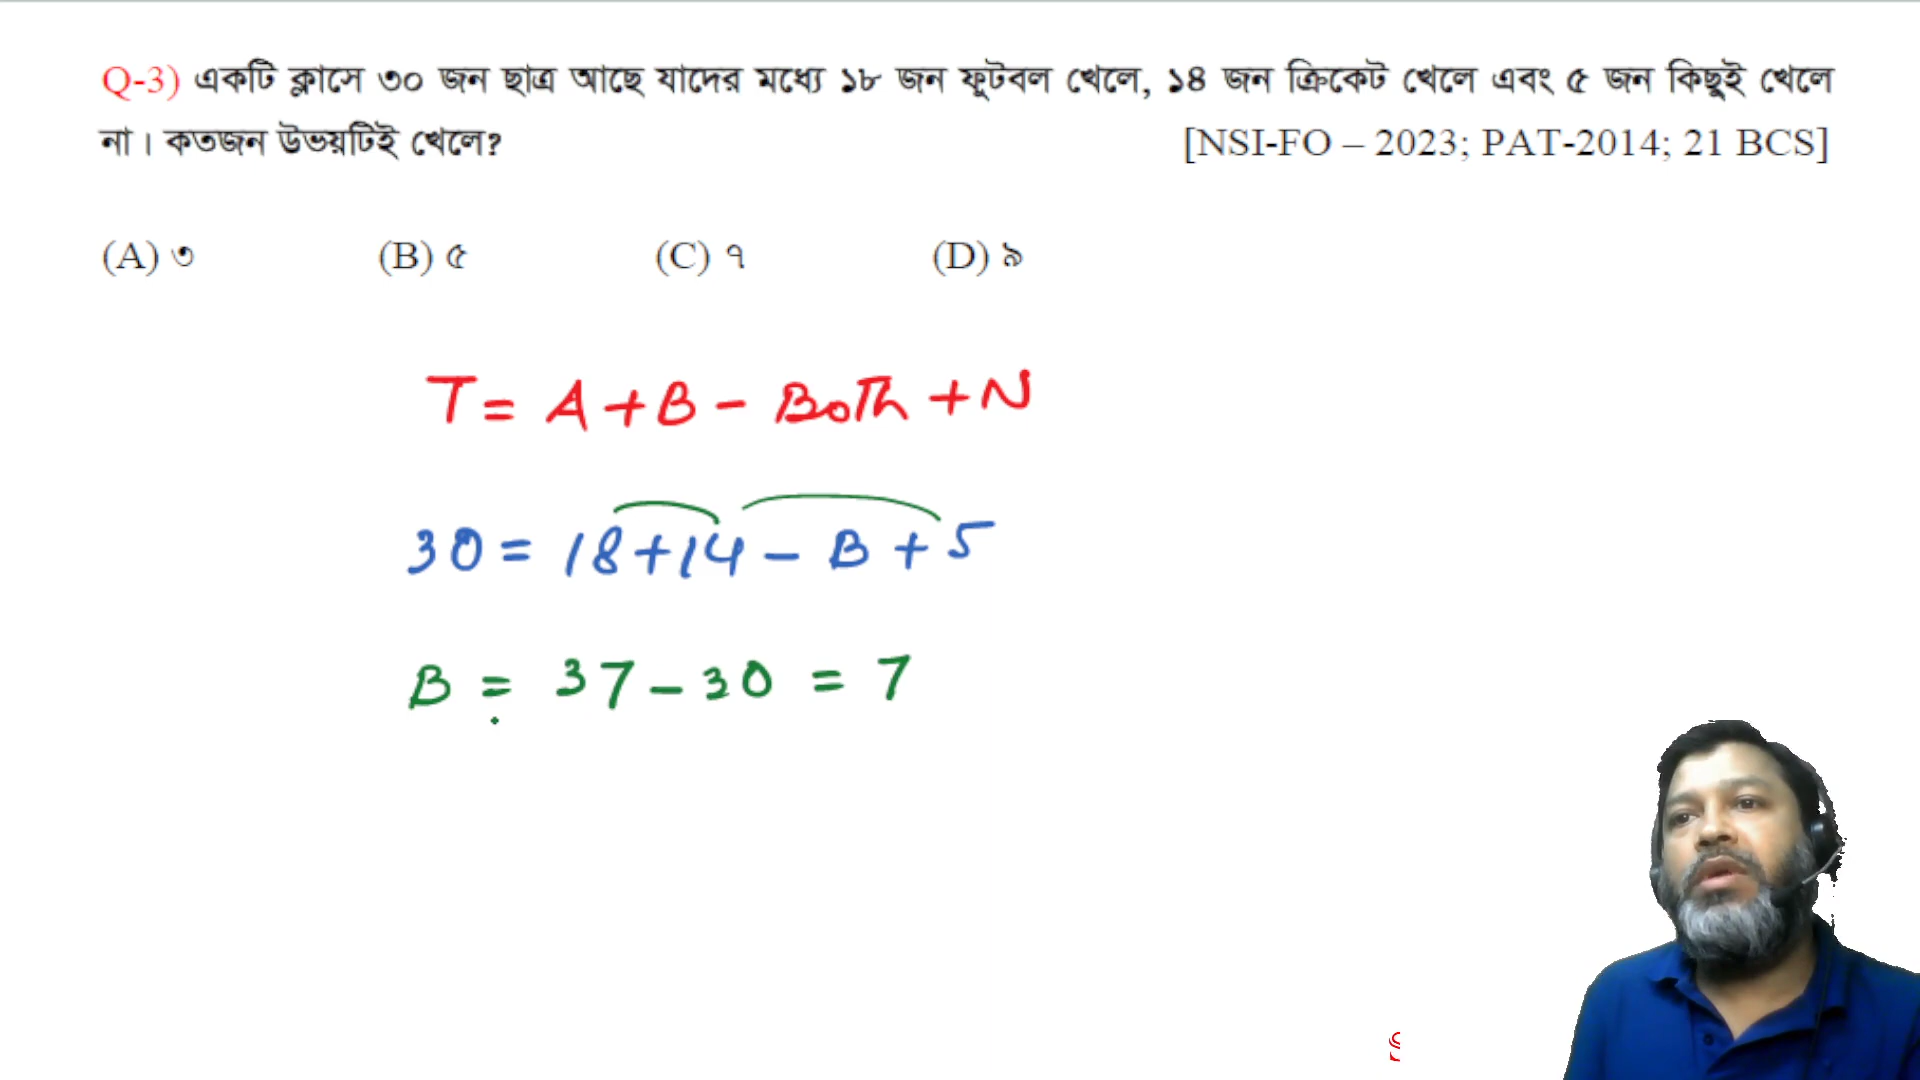 Q-3) একটি ক্লাসে ৩০ জন ছাত্র আছে যাদের মধ্যে ১৮ জন ফুটবল খেলে, ১৪ জন ক্রিকেট খেলে এবং ৫ জন কিছুই খেলে
না। কতজন উভয়টিই খেলে? [NSI-FO – 2023; PAT-2014; 21 BCS]
(A) ৩ (B) ৫ (C) ৭ (D) ৯
T = A + B - BoTh + N
30 = 18 + 14 - B + 5
B = 37 - 30 = 7